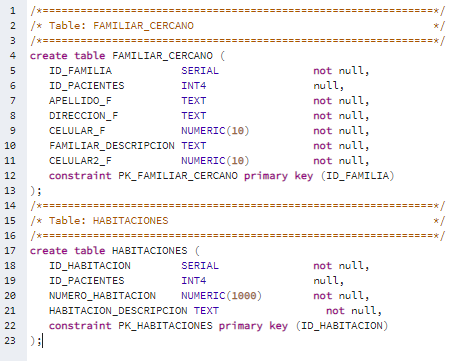 1 /*==============================================================*/
2 /* Table: FAMILIAR_CERCANO                                      */
3 /*==============================================================*/
4 create table FAMILIAR_CERCANO (
5    ID_FAMILIA           SERIAL               not null,
6    ID_PACIENTES         INT4                 null,
7    APELLIDO_F           TEXT                 not null,
8    DIRECCION_F          TEXT                 not null,
9    CELULAR_F            NUMERIC(10)          not null,
10    FAMILIAR_DESCRIPCION TEXT                 not null,
11    CELULAR2_F           NUMERIC(10)          not null,
12    constraint PK_FAMILIAR_CERCANO primary key (ID_FAMILIA)
13 );
14 /*==============================================================*/
15 /* Table: HABITACIONES                                          */
16 /*==============================================================*/
17 create table HABITACIONES (
18    ID_HABITACION        SERIAL               not null,
19    ID_PACIENTES         INT4                 null,
20    NUMERO_HABITACION    NUMERIC(1000)        not null,
21    HABITACION_DESCRIPCION TEXT                 not null,
22    constraint PK_HABITACIONES primary key (ID_HABITACION)
23 );